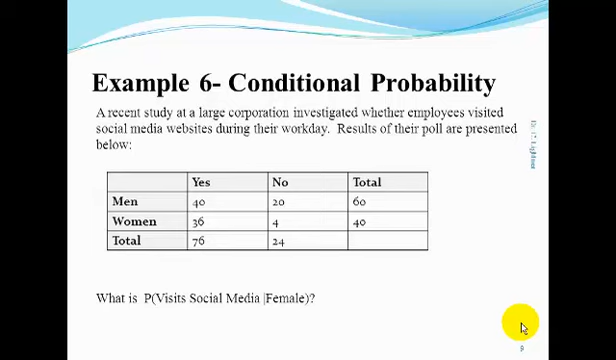 Example 6- Conditional Probability
A recent study at a large corporation investigated whether employees visited
social media websites during their workday. Results of their poll are presented
below:
Yes No Total
Men 40 20 60
Women 36 4 40
Total 76 24
What is P(Visits Social Media |Female)?
9